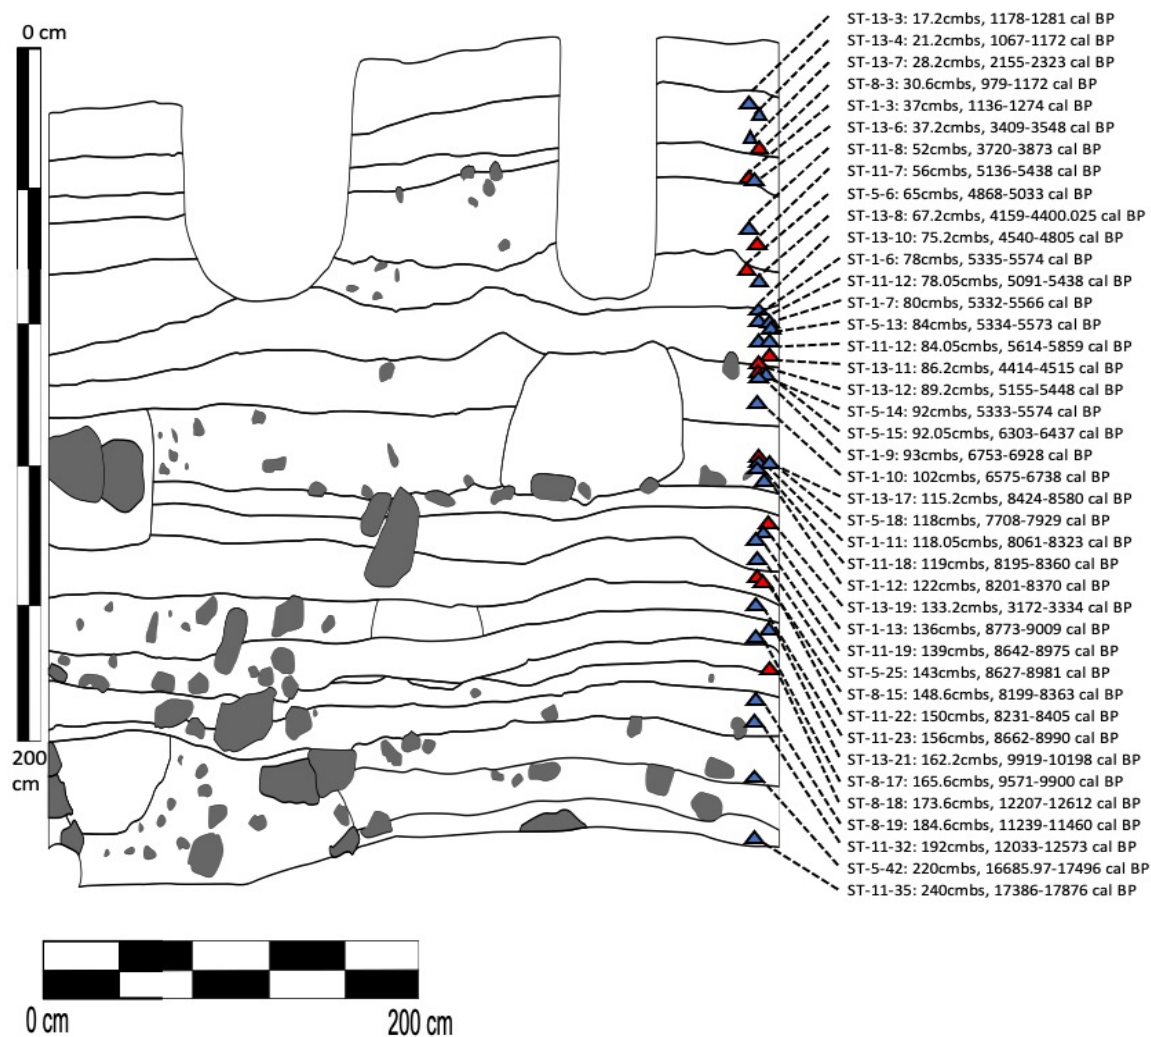 0 cm
ST-13-3: 17.2cmbs, 1178-1281 cal BP
ST-13-4: 21.2cmbs, 1067-1172 cal BP
ST-13-7: 28.2cmbs, 2155-2323 cal BP
ST-8-3: 30.6cmbs, 979-1172 cal BP
ST-1-3: 37cmbs, 1136-1274 cal BP
ST-13-6: 37.2cmbs, 3409-3548 cal BP
ST-11-8: 52cmbs, 3720-3873 cal BP
ST-11-7: 56cmbs, 5136-5438 cal BP
ST-5-6: 65cmbs, 4868-5033 cal BP
ST-13-8: 67.2cmbs, 4159-4400.025 cal BP
ST-13-10: 75.2cmbs, 4540-4805 cal BP
ST-1-6: 78cmbs, 5335-5574 cal BP
ST-11-12: 78.05cmbs, 5091-5438 cal BP
ST-1-7: 80cmbs, 5332-5566 cal BP
ST-5-13: 84cmbs, 5334-5573 cal BP
ST-11-12: 84.05cmbs, 5614-5859 cal BP
ST-13-11: 86.2cmbs, 4414-4515 cal BP
ST-13-12: 89.2cmbs, 5155-5448 cal BP
ST-5-14: 92cmbs, 5333-5574 cal BP
ST-5-15: 92.05cmbs, 6303-6437 cal BP
ST-1-9: 93cmbs, 6753-6928 cal BP
ST-1-10: 102cmbs, 6575-6738 cal BP
ST-13-17: 115.2cmbs, 8424-8580 cal BP
ST-5-18: 118cmbs, 7708-7929 cal BP
ST-1-11: 118.05cmbs, 8061-8323 cal BP
ST-11-18: 119cmbs, 8195-8360 cal BP
ST-1-12: 122cmbs, 8201-8370 cal BP
ST-13-19: 133.2cmbs, 3172-3334 cal BP
ST-1-13: 136cmbs, 8773-9009 cal BP
ST-11-19: 139cmbs, 8642-8975 cal BP
ST-5-25: 143cmbs, 8627-8981 cal BP
ST-8-15: 148.6cmbs, 8199-8363 cal BP
ST-11-22: 150cmbs, 8231-8405 cal BP
ST-11-23: 156cmbs, 8662-8990 cal BP
ST-13-21: 162.2cmbs, 9919-10198 cal BP
ST-8-17: 165.6cmbs, 9571-9900 cal BP
ST-8-18: 173.6cmbs, 12207-12612 cal BP
ST-8-19: 184.6cmbs, 11239-11460 cal BP
ST-11-32: 192cmbs, 12033-12573 cal BP
ST-5-42: 220cmbs, 16685.97-17496 cal BP
ST-11-35: 240cmbs, 17386-17876 cal BP
200
cm
0 cm
200 cm